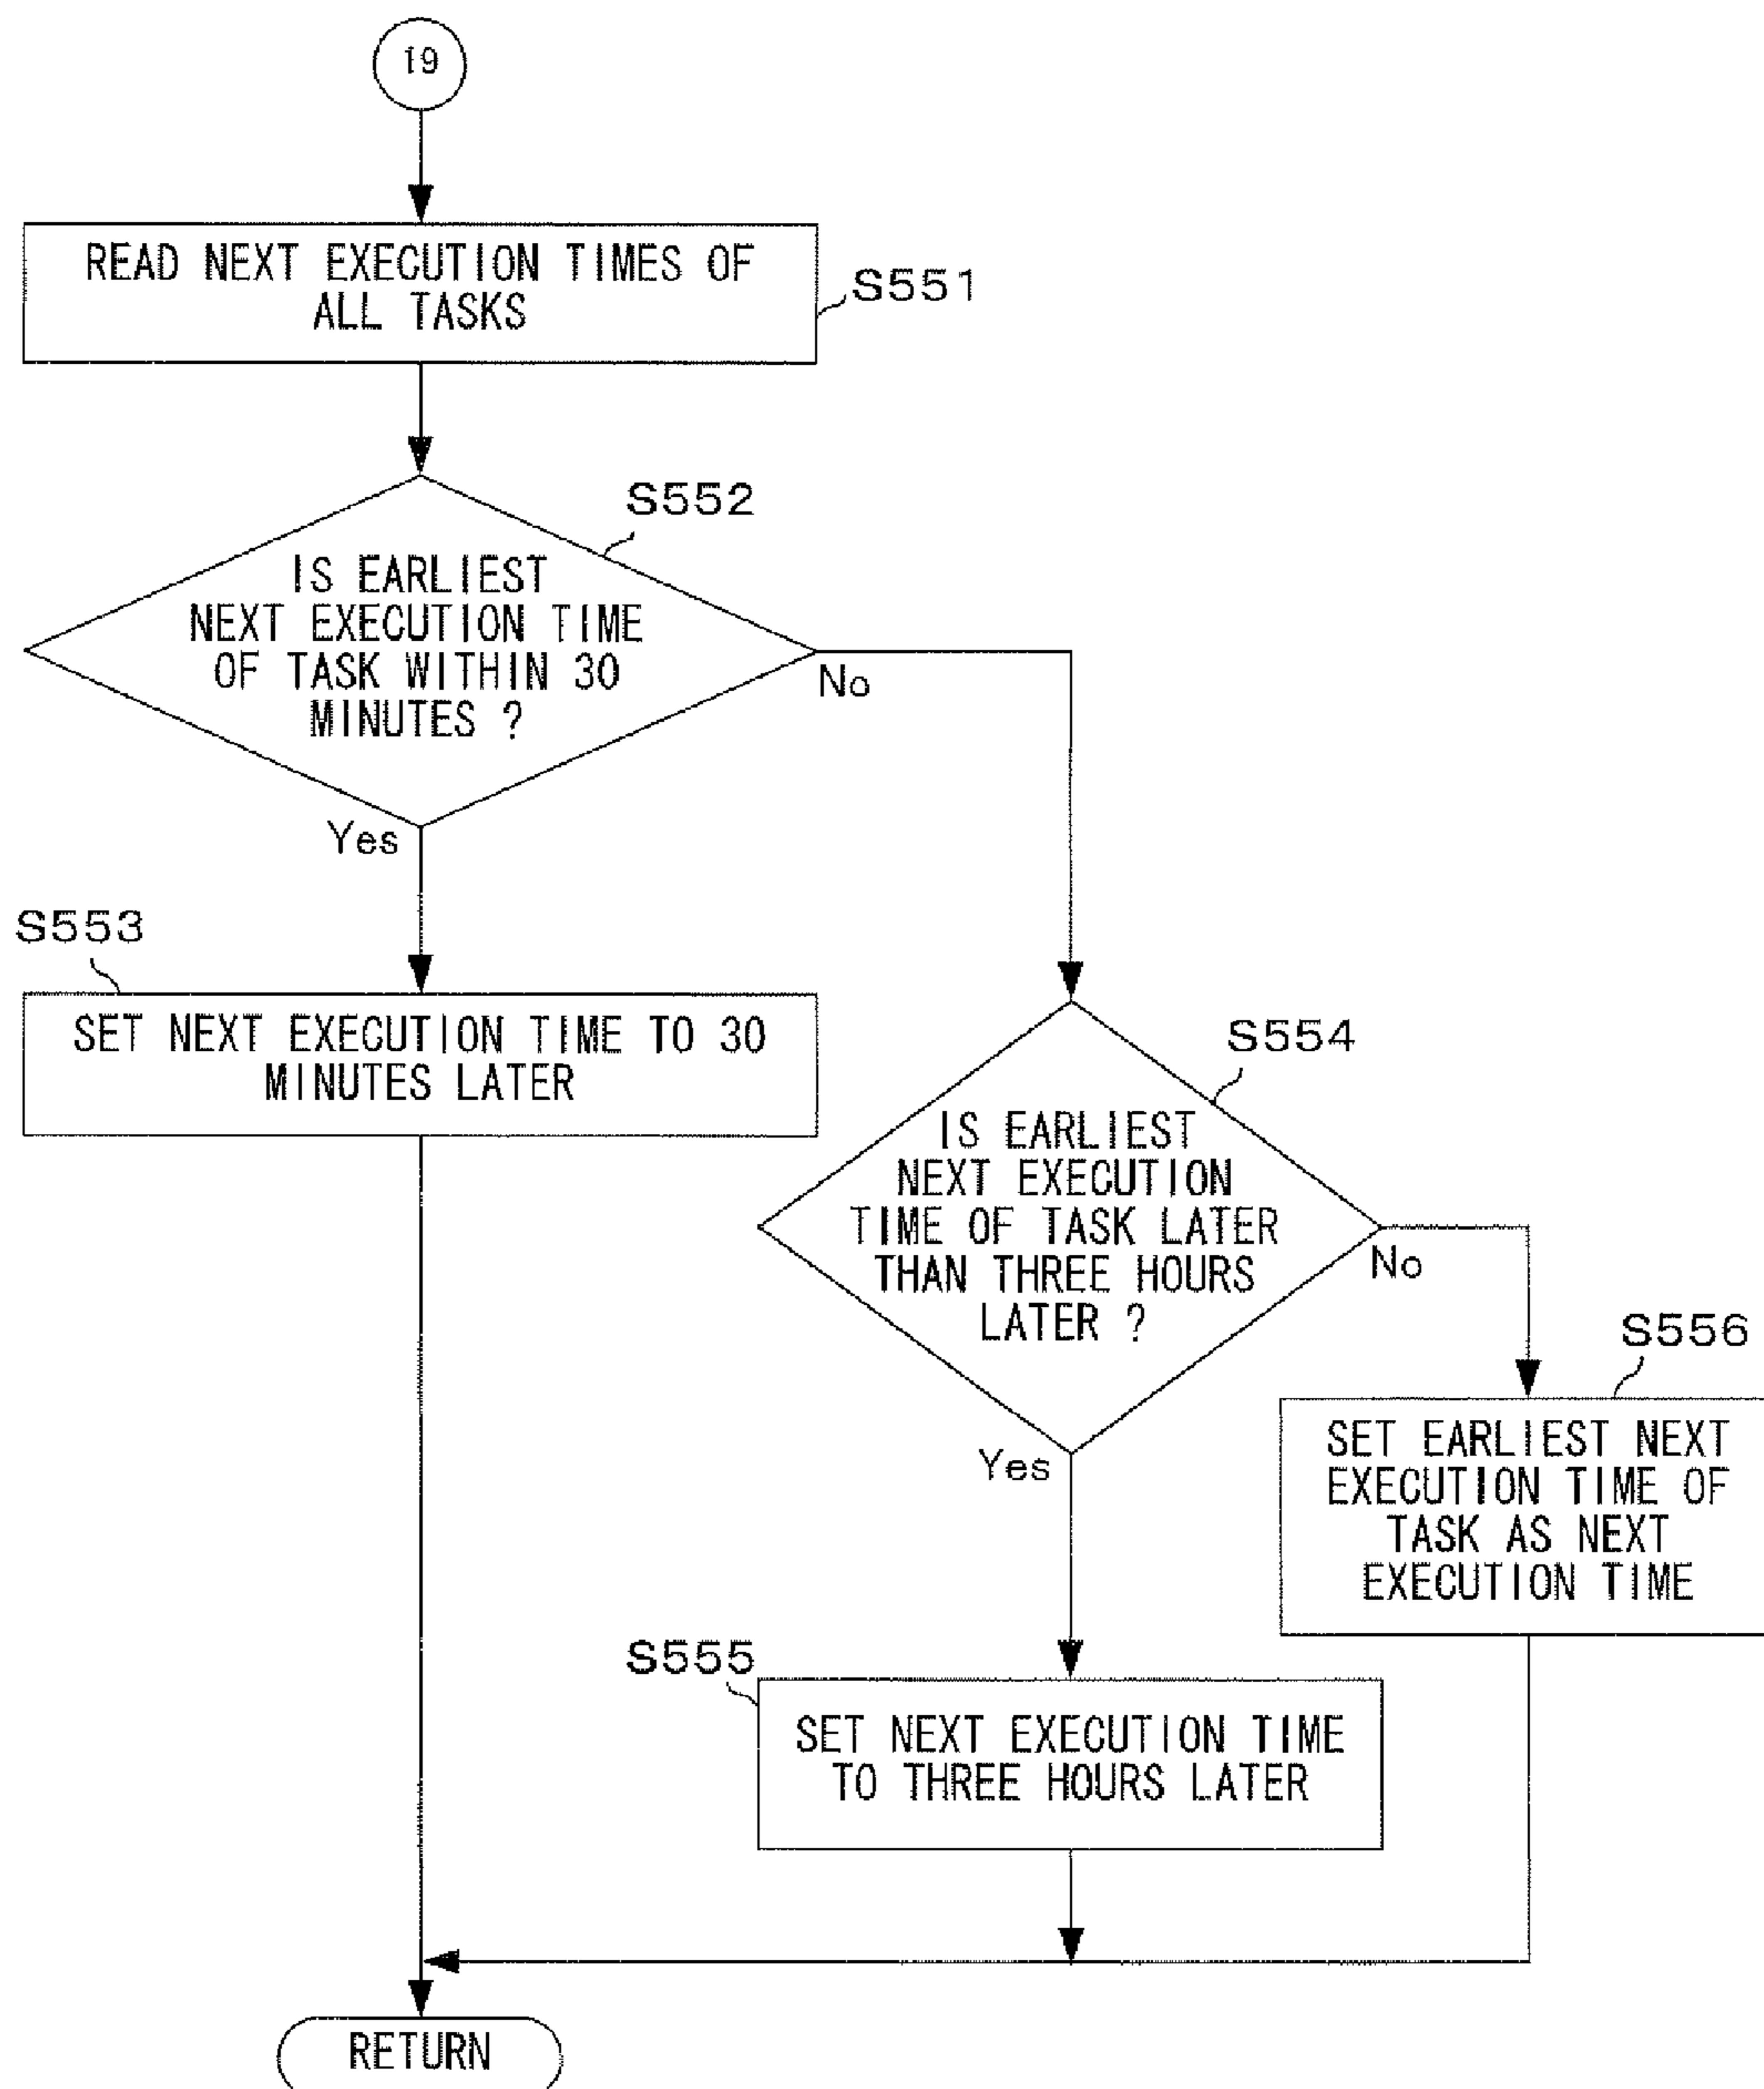 19
READ NEXT EXECUTION TIMES OF
ALL TASKS
S551
S552
IS EARLIEST
NEXT EXECUTION TIME
OF TASK WITHIN 30
MINUTES ?
No
Yes
S553
SET NEXT EXECUTION TIME TO 30
MINUTES LATER
S554
IS EARLIEST
NEXT EXECUTION
TIME OF TASK LATER
THAN THREE HOURS
LATER ?
No
Yes
S556
SET EARLIEST NEXT
EXECUTION TIME OF
TASK AS NEXT
EXECUTION TIME
S555
SET NEXT EXECUTION TIME
TO THREE HOURS LATER
RETURN